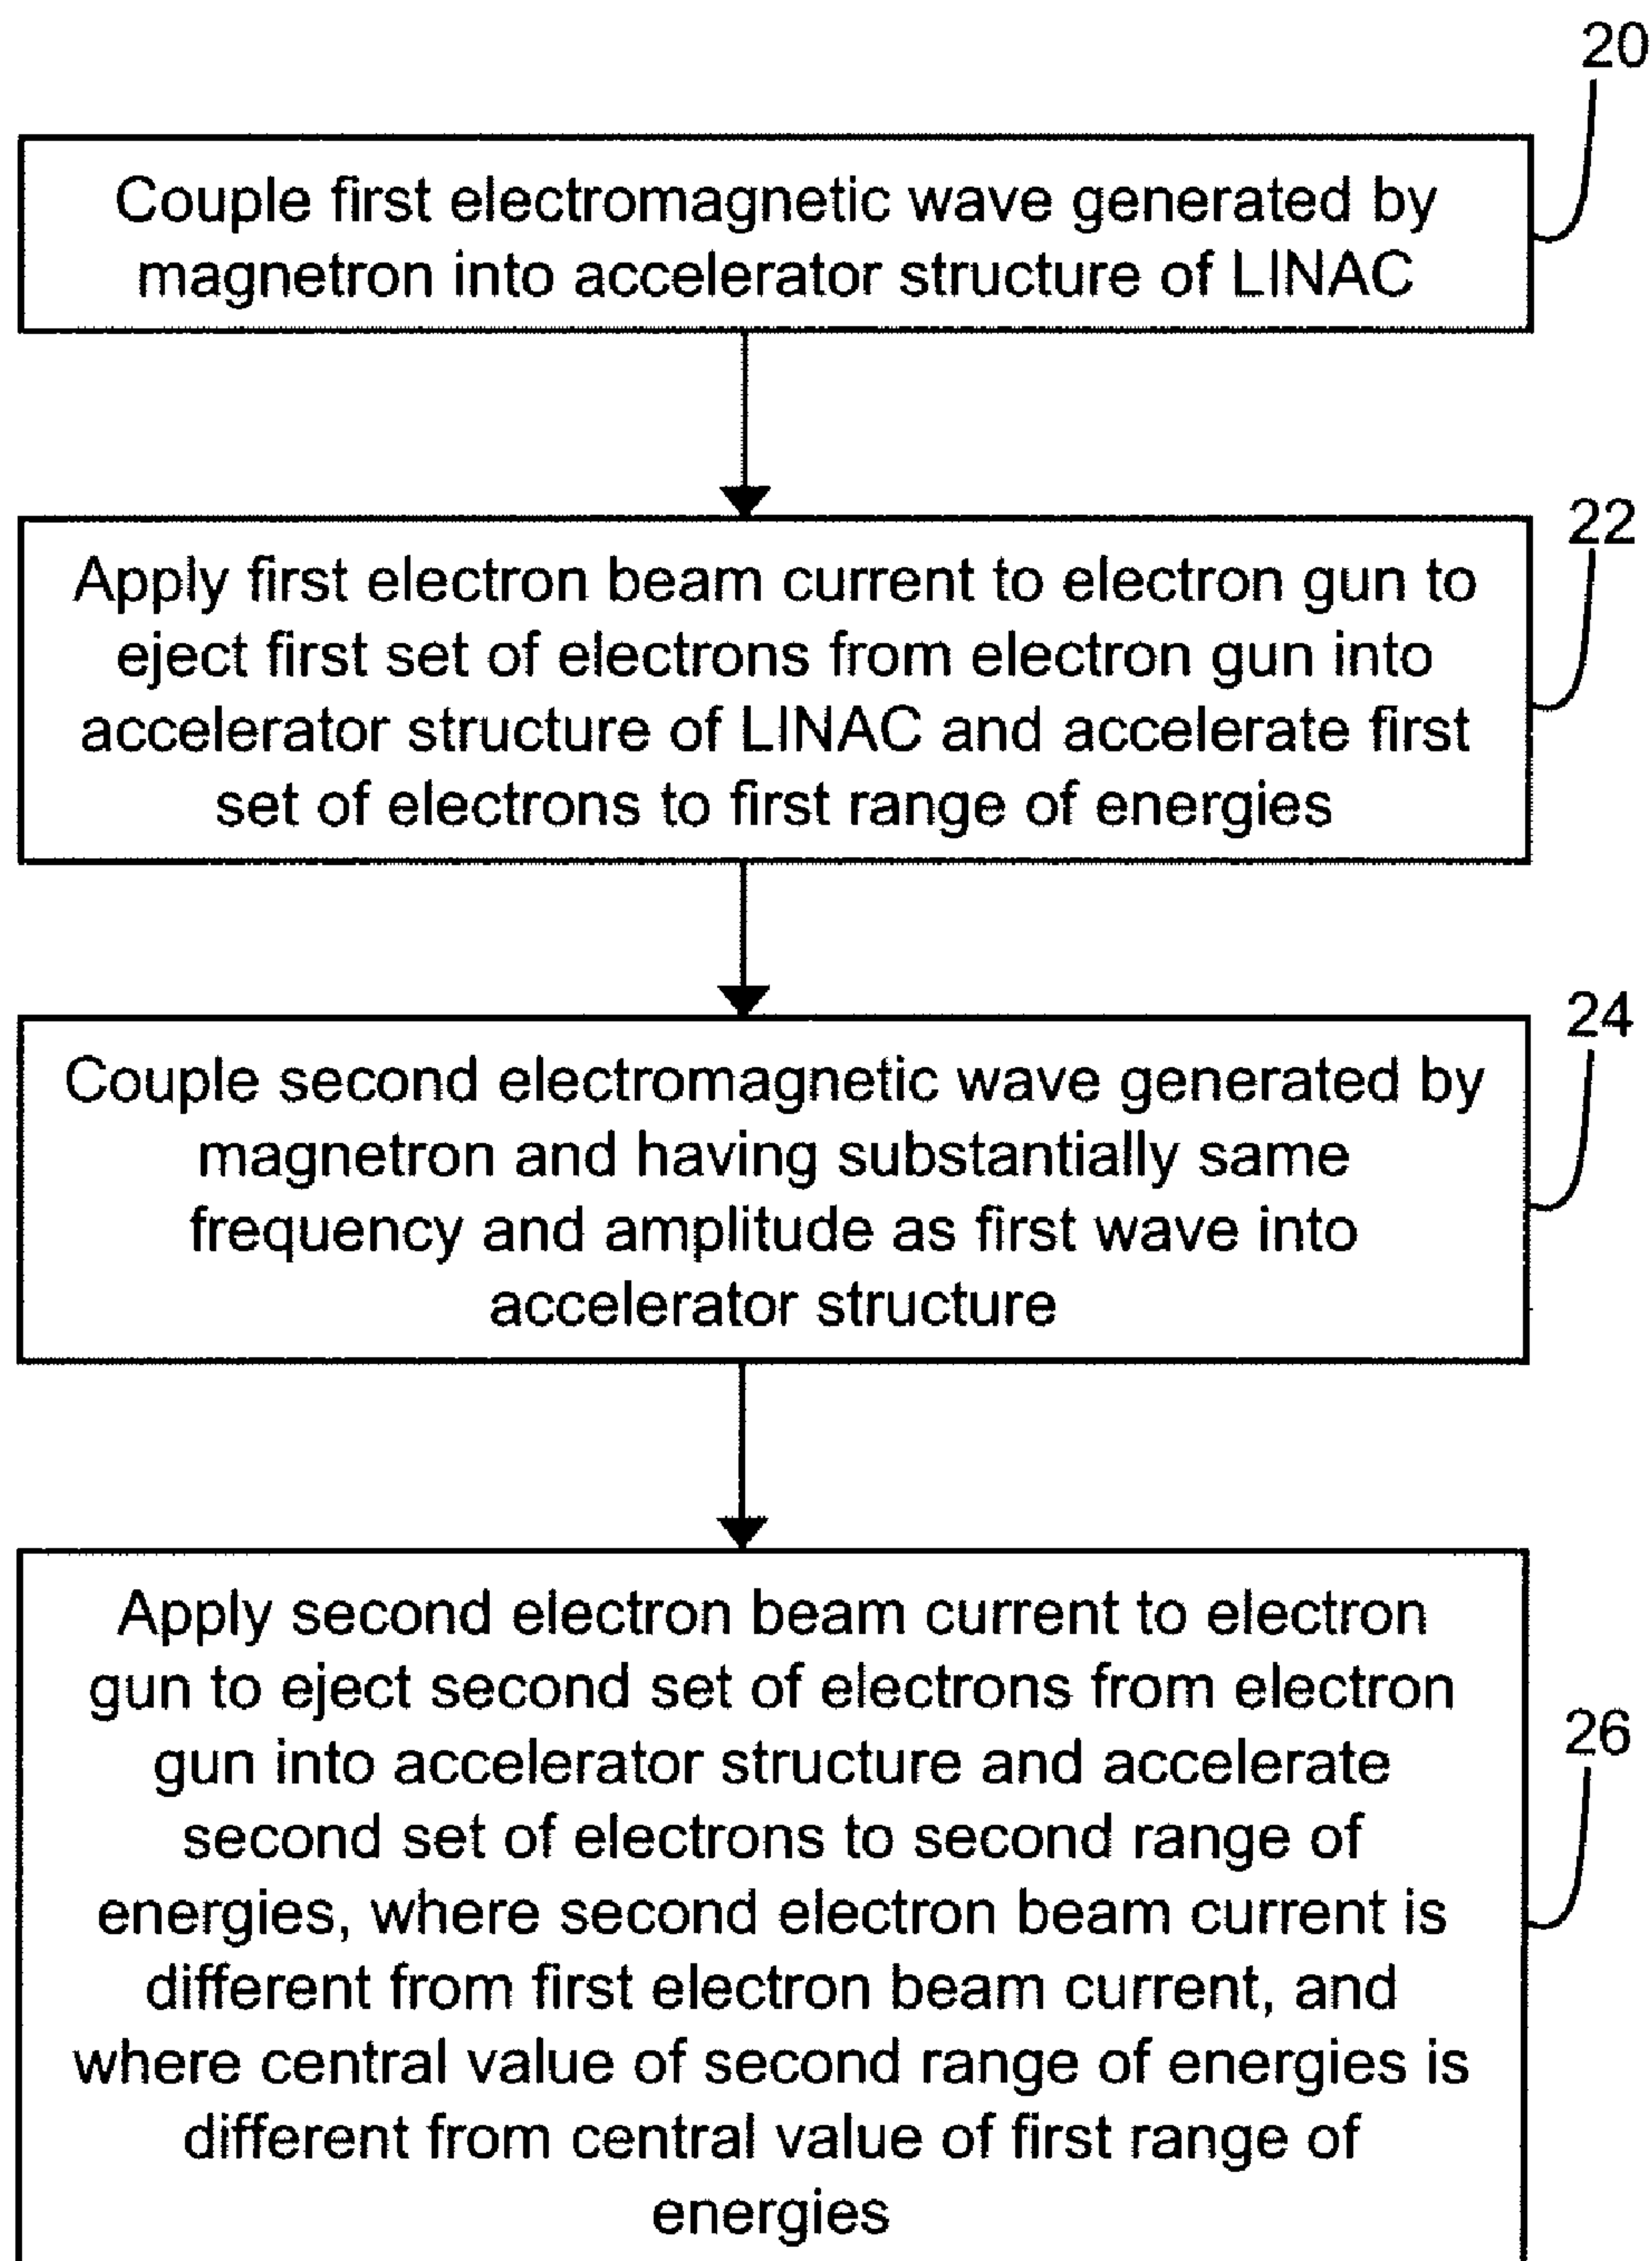 20
Couple first electromagnetic wave generated by
magnetron into accelerator structure of LINAC
22
Apply first electron beam current to electron gun to
eject first set of electrons from electron gun into
accelerator structure of LINAC and accelerate first
set of electrons to first range of energies
24
Couple second electromagnetic wave generated by
magnetron and having substantially same
frequency and amplitude as first wave into
accelerator structure
26
Apply second electron beam current to electron
gun to eject second set of electrons from electron
gun into accelerator structure and accelerate
second set of electrons to second range of
energies, where second electron beam current is
different from first electron beam current, and
where central value of second range of energies is
different from central value of first range of
energies